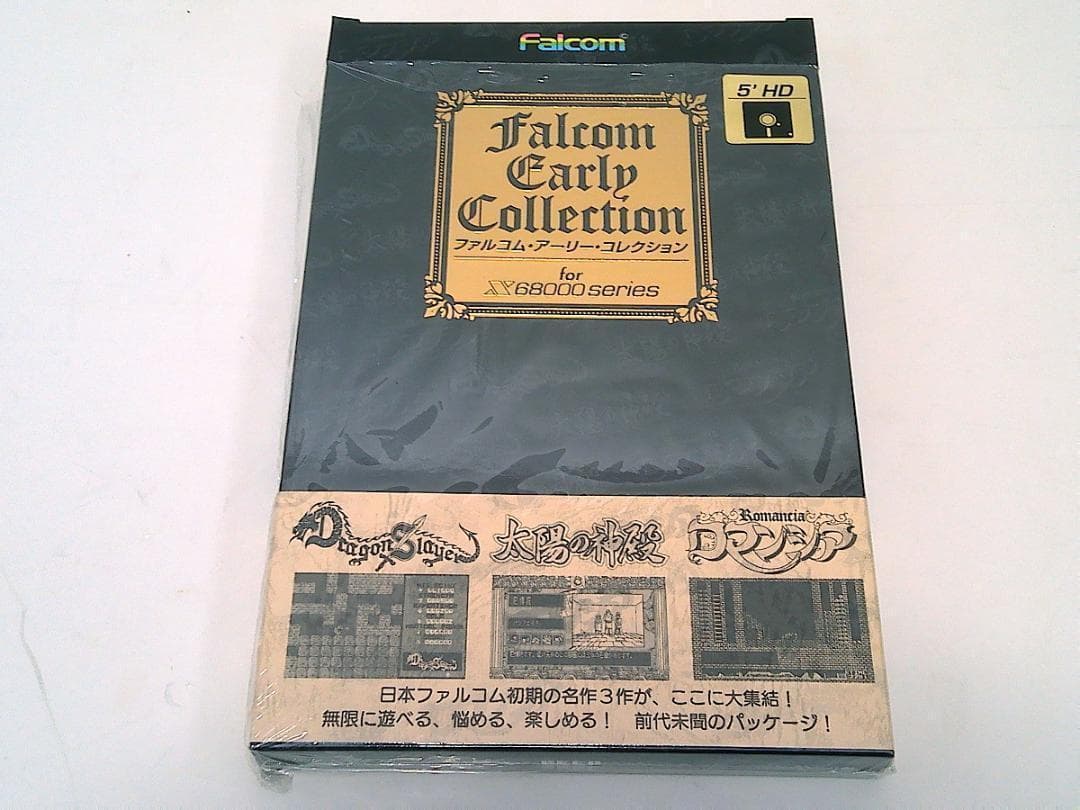 Falcom
5' HD
Falcom
Early
Collection
ファルコム・アーリー・コレクション
for
X68000 series
Dragon Slayer
太陽の神殿
Romancia
ロマンシア
Dragon Slayer
日本ファルコム初期の名作3作が、ここに大集結!
無限に遊べる、悩める、楽しめる! 前代未聞のパッケージ!